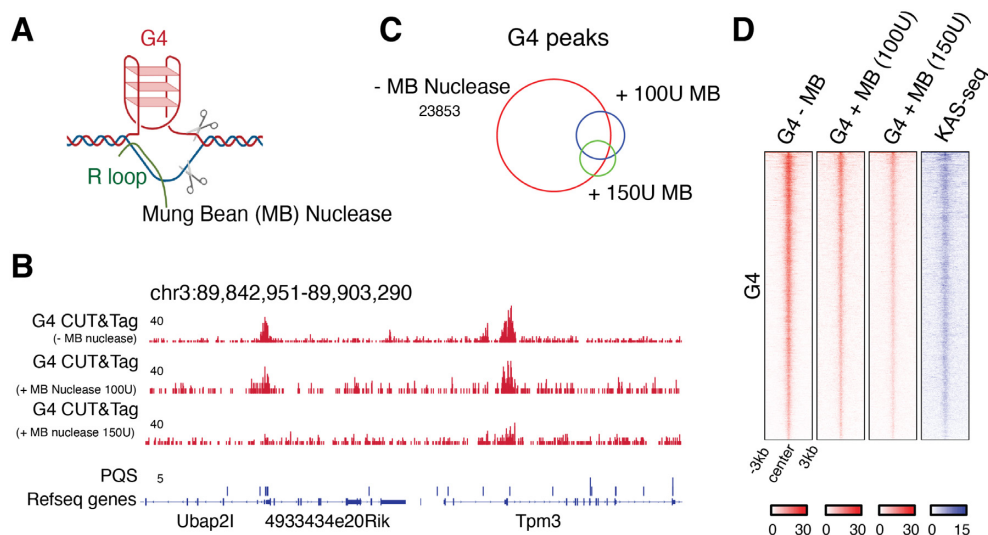 A
G4
R loop
Mung Bean (MB) Nuclease
B
chr3:89,842,951-89,903,290
G4 CUT&Tag
(- MB nuclease)
40
G4 CUT&Tag
(+ MB Nuclease 100U)
40
G4 CUT&Tag
(+ MB nuclease 150U)
40
PQS
5
Refseq genes
Ubap2l 4933434e20Rik Tpm3
C
G4 peaks
- MB Nuclease
23853
+ 100U MB
+ 150U MB
D
G4 - MB
G4 + MB (100U)
G4 + MB (150U)
KAS-seq
G4
-3kb
center
3kb
0 30
0 30
0 30
0 15